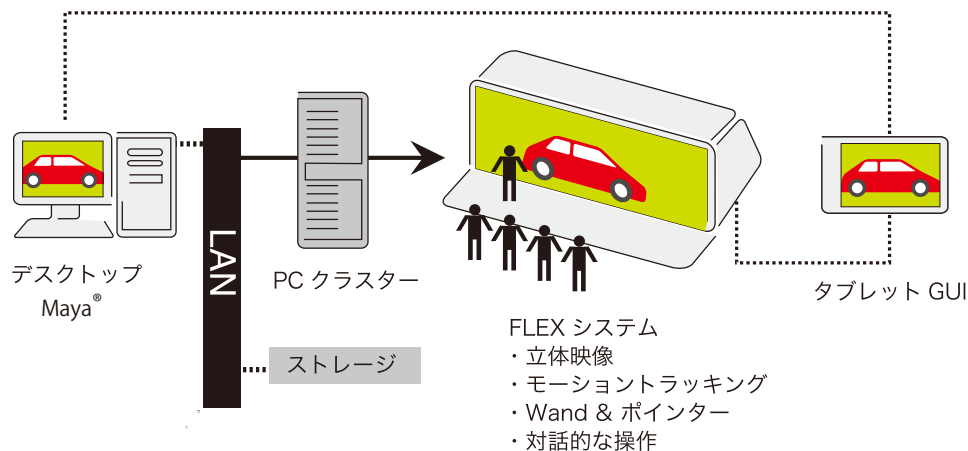 デスクトップ
Maya®
LAN
PC クラスター
ストレージ
FLEX システム
・立体映像
・モーショントラッキング
・Wand & ポインター
・対話的な操作
タブレット GUI